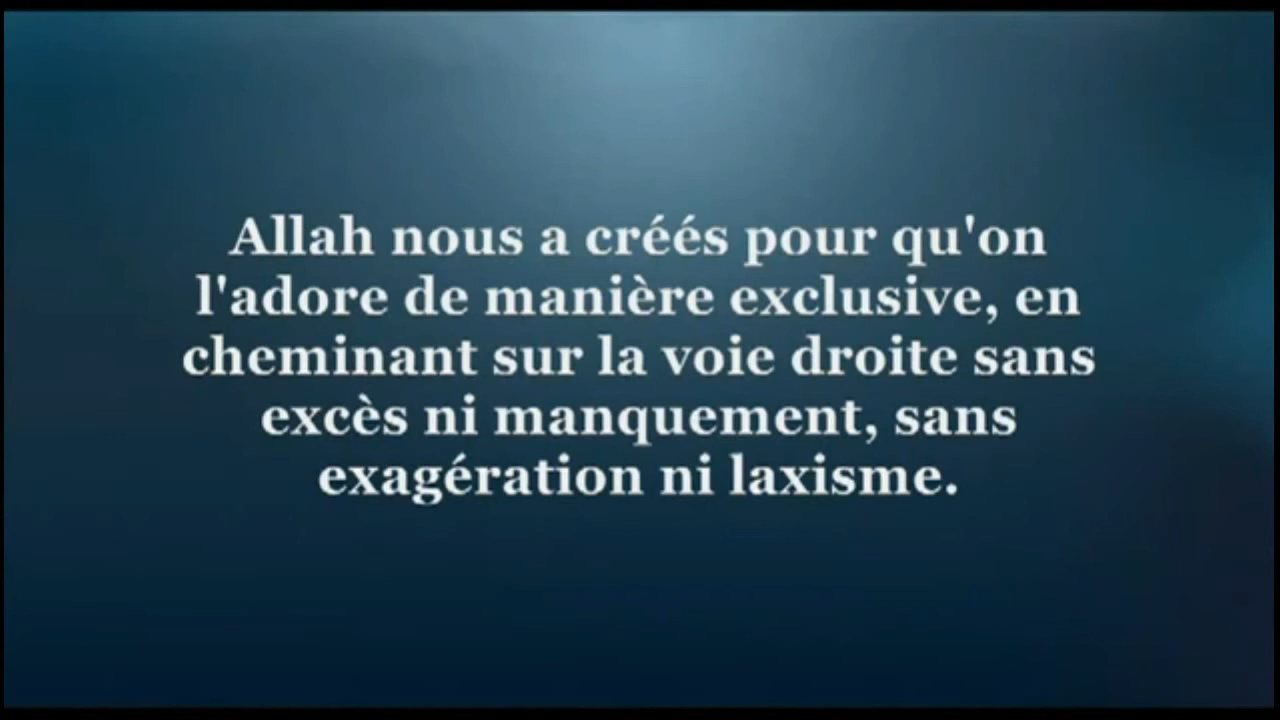 Allah nous a créés pour qu'on
l'adore de manière exclusive, en
cheminant sur la voie droite sans
excès ni manquement, sans
exagération ni laxisme.